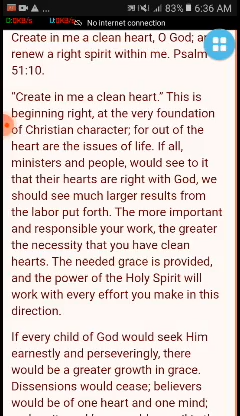 0:0KB/s U:0KB/s No internet connection 83% 6:36 AM
Create in me a clean heart, O God; an
renew a right spirit within me. Psalm
51:10.
"Create in me a clean heart." This is
beginning right, at the very foundation
of Christian character; for out of the
heart are the issues of life. If all,
ministers and people, would see to it
that their hearts are right with God, we
should see much larger results from
the labor put forth. The more important
and responsible your work, the greater
the necessity that you have clean
hearts. The needed grace is provided,
and the power of the Holy Spirit will
work with every effort you make in this
direction.
If every child of God would seek Him
earnestly and perseveringly, there
would be a greater growth in grace.
Dissensions would cease; believers
would be of one heart and one mind;